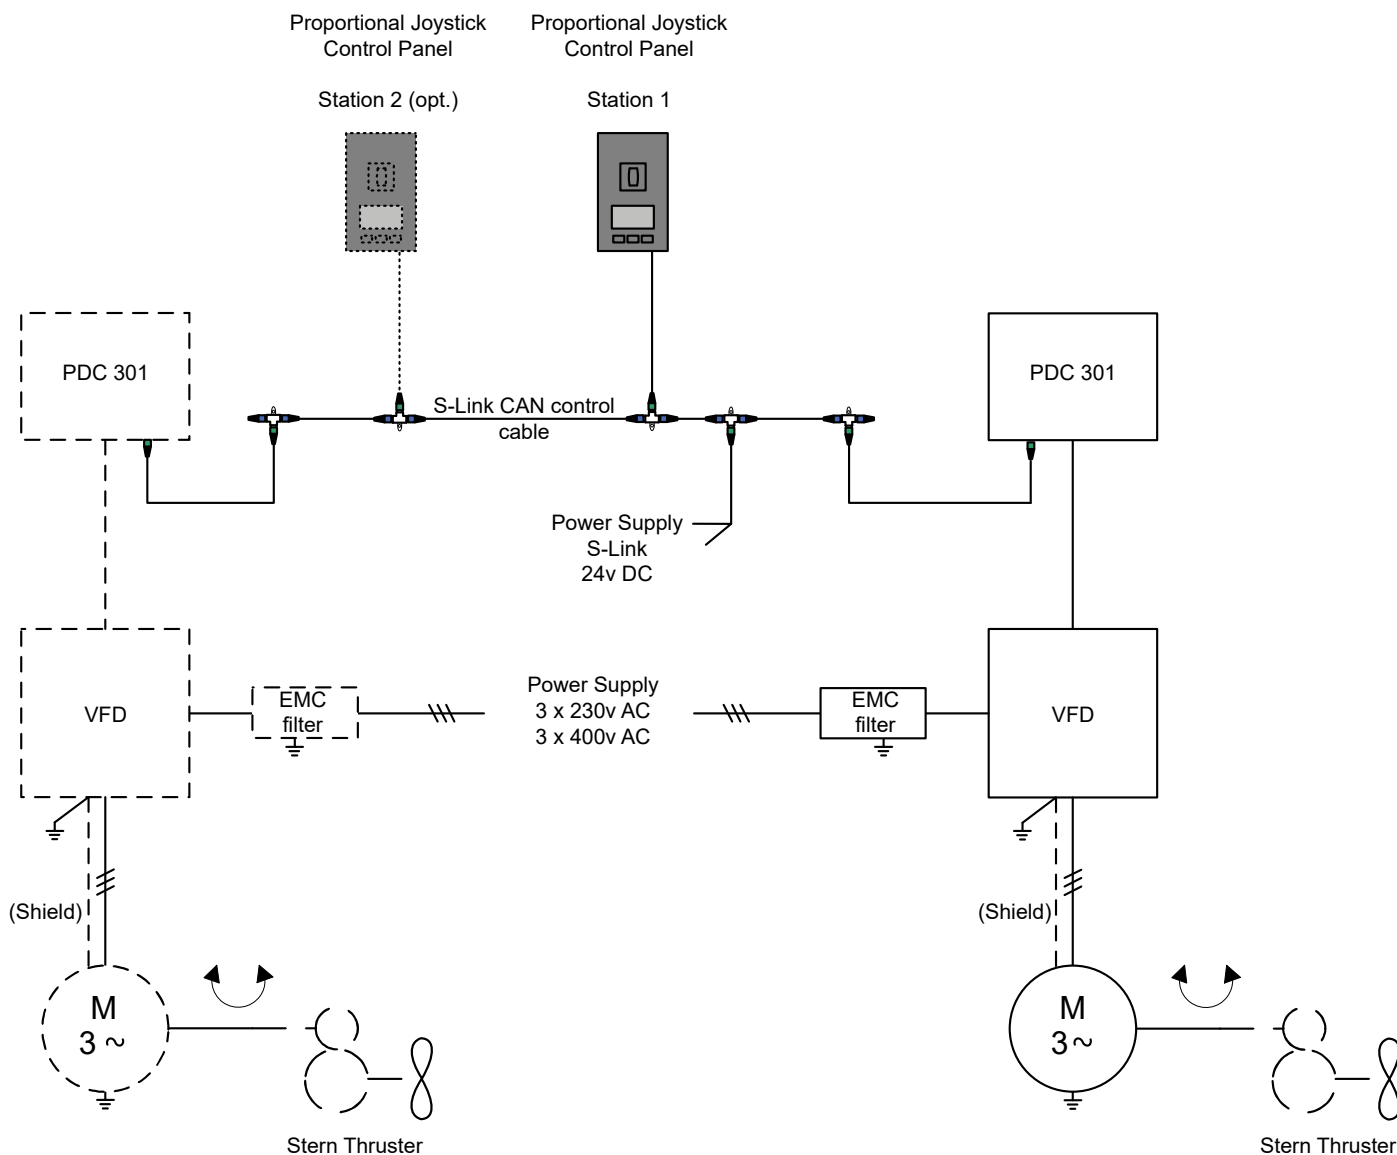 Proportional Joystick
Control Panel
Station 2 (opt.)
Proportional Joystick
Control Panel
Station 1
PDC 301
S-Link CAN control
cable
PDC 301
Power Supply
S-Link
24v DC
VFD
EMC
filter
Power Supply
3 x 230v AC
3 x 400v AC
EMC
filter
VFD
(Shield)
(Shield)
M
3 ~
M
3 ~
Stern Thruster
Stern Thruster